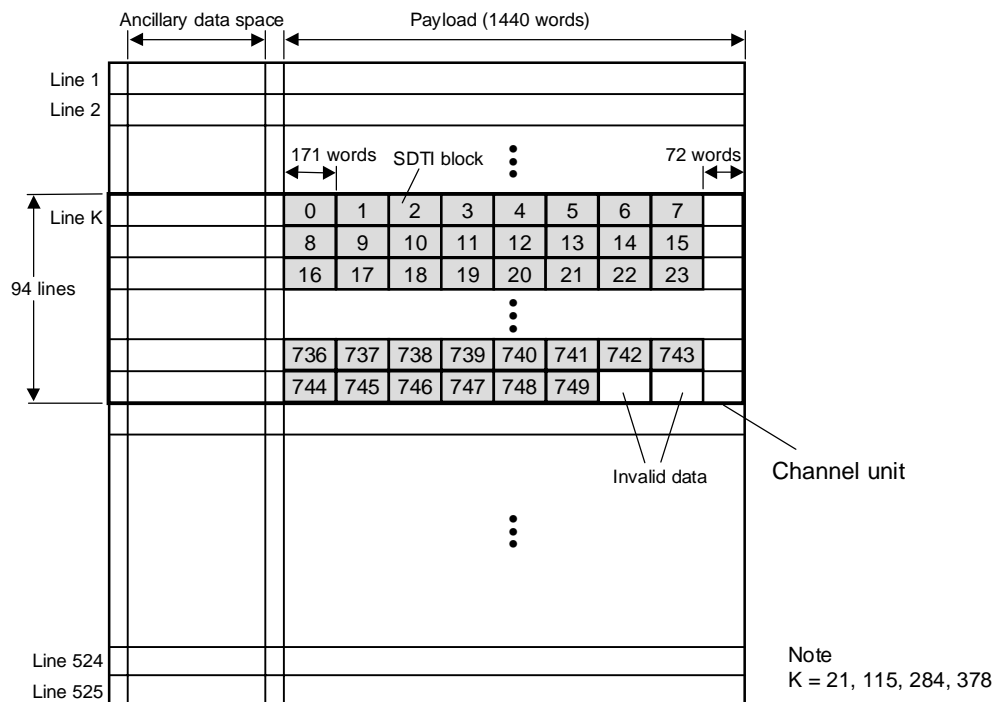 Ancillary data space
Payload (1440 words)
Line 1
Line 2
171 words
SDTI block
72 words
Line K
0 1 2 3 4 5 6 7
8 9 10 11 12 13 14 15
16 17 18 19 20 21 22 23
94 lines
736 737 738 739 740 741 742 743
744 745 746 747 748 749
Invalid data
Channel unit
Line 524
Line 525
Note
K = 21, 115, 284, 378